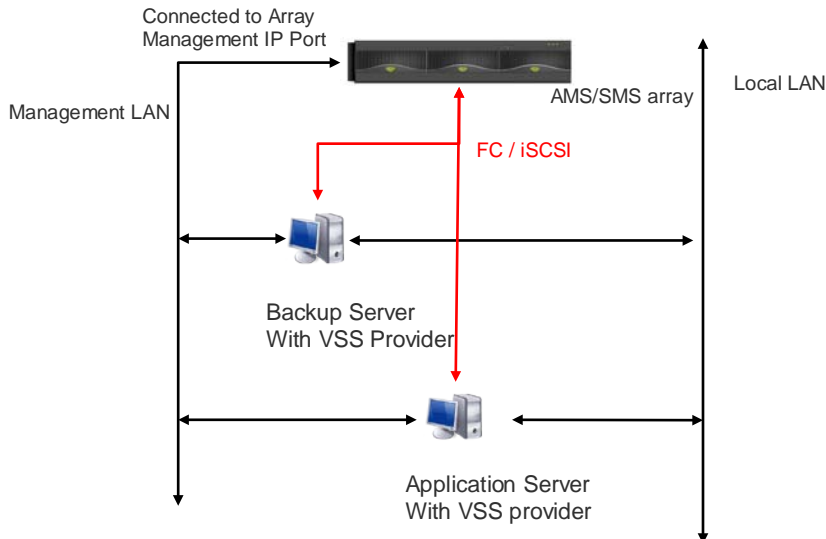 Connected to Array
Management IP Port
Local LAN
AMS/SMS array
Management LAN
FC / iSCSI
Backup Server
With VSS Provider
Application Server
With VSS provider